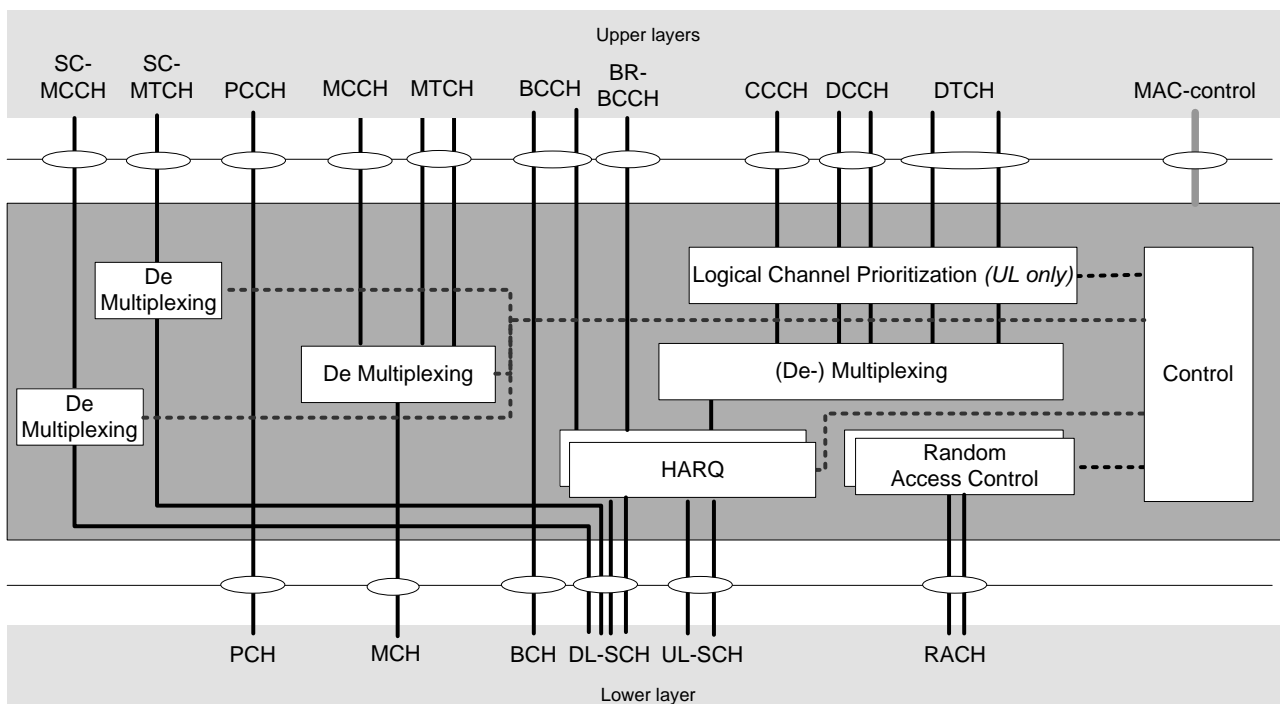 Upper layers
SC-
MCCH
SC-
MTCH
PCCH
MCCH
MTCH
BCCH
BR-
BCCH
CCCH
DCCH
DTCH
MAC-control
De
Multiplexing
Logical Channel Prioritization (UL only)
De Multiplexing
(De-) Multiplexing
Control
De
Multiplexing
HARQ
Random
Access Control
PCH
MCH
BCH
DL-SCH
UL-SCH
RACH
Lower layer